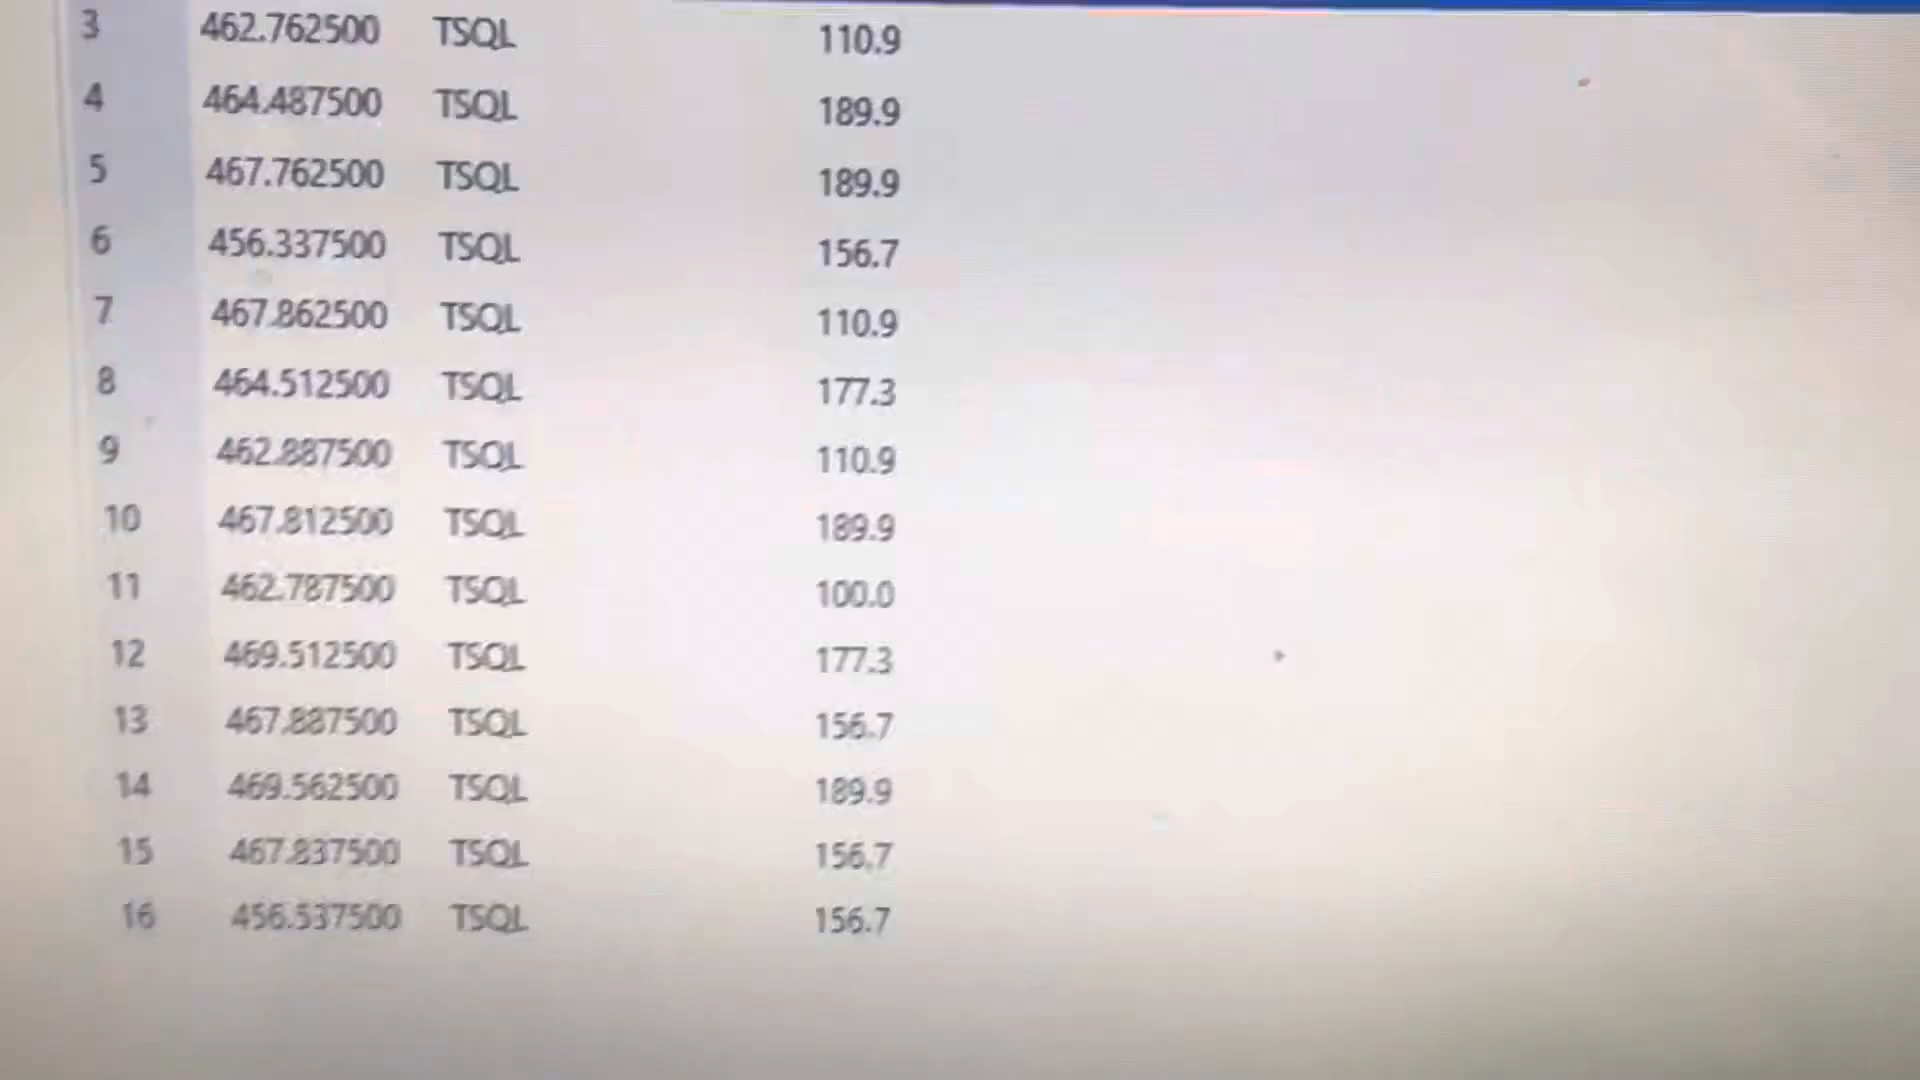 3 462.762500 TSQL 110.9
4 464.487500 TSQL 189.9
5 467.762500 TSQL 189.9
6 456.337500 TSQL 156.7
7 467.862500 TSQL 110.9
8 464.512500 TSQL 177.3
9 462.887500 TSQL 110.9
10 467.812500 TSQL 189.9
11 462.787500 TSQL 100.0
12 469.512500 TSQL 177.3
13 467.887500 TSQL 156.7
14 469.562500 TSQL 189.9
15 467.837500 TSQL 156.7
16 456.537500 TSQL 156.7